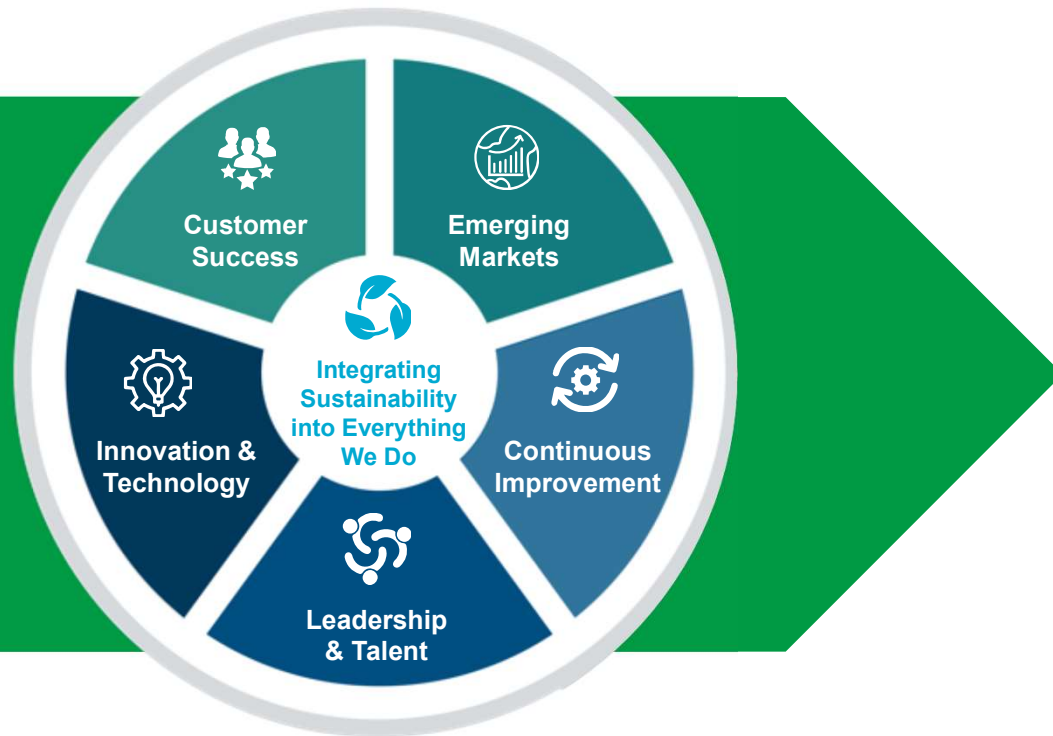 Customer
Success
Emerging
Markets
Integrating
Sustainability
into Everything
We Do
Innovation &
Technology
Continuous
Improvement
Leadership
& Talent